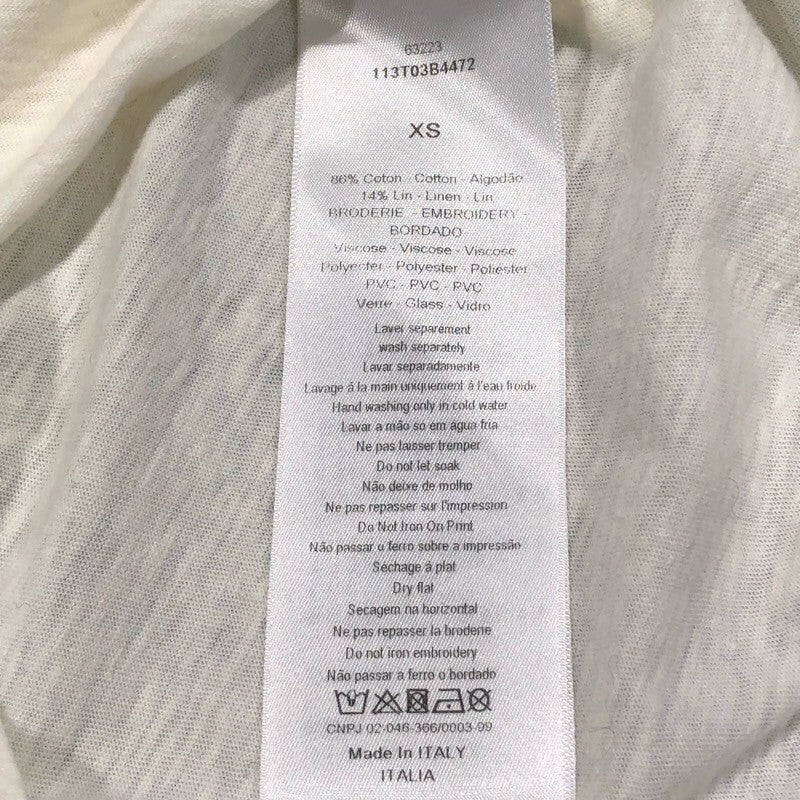 63223
113T03B4472
XS
86% Coton - Cotton - Algodão
14% Lin - Linen - Lin
BRODERIE - EMBROIDERY -
BORDADO
Viscose - Viscose - Viscose
Polyester - Polyester - Poliester
PVC - PVC - PVC
Verre - Glass - Vidro
Laver separement
wash separately
Lavar separadamente
Lavage á la main uniquement á l'eau froide
Hand washing only in cold water
Lavar a mão so em agua fria
Ne pas laisser tremper
Do not let soak
Não deixe de molho
Ne pas repasser sur l'impression
Do Not Iron On Print
Não passar o ferro sobre a impressão
Séchage á plat
Dry flat
Secagem na horizontal
Ne pas repasser la broderie
Do not iron embroidery
Não passar a ferro o bordado
CNPJ 02-046-366/0003-99
Made In ITALY
ITALIA